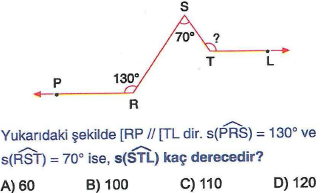 S
70° ?
T L
P 130°
R
Yukarıdaki şekilde [RP // [TL dir. s(PRS) = 130° ve
s(RST) = 70° ise, s(STL) kaç derecedir?
A) 60 B) 100 C) 110 D) 120